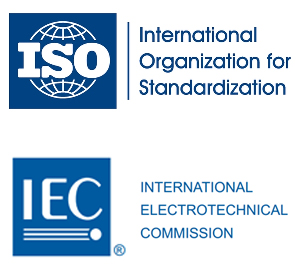 ISO
International
Organization for
Standardization
IEC
®
INTERNATIONAL
ELECTROTECHNICAL
COMMISSION